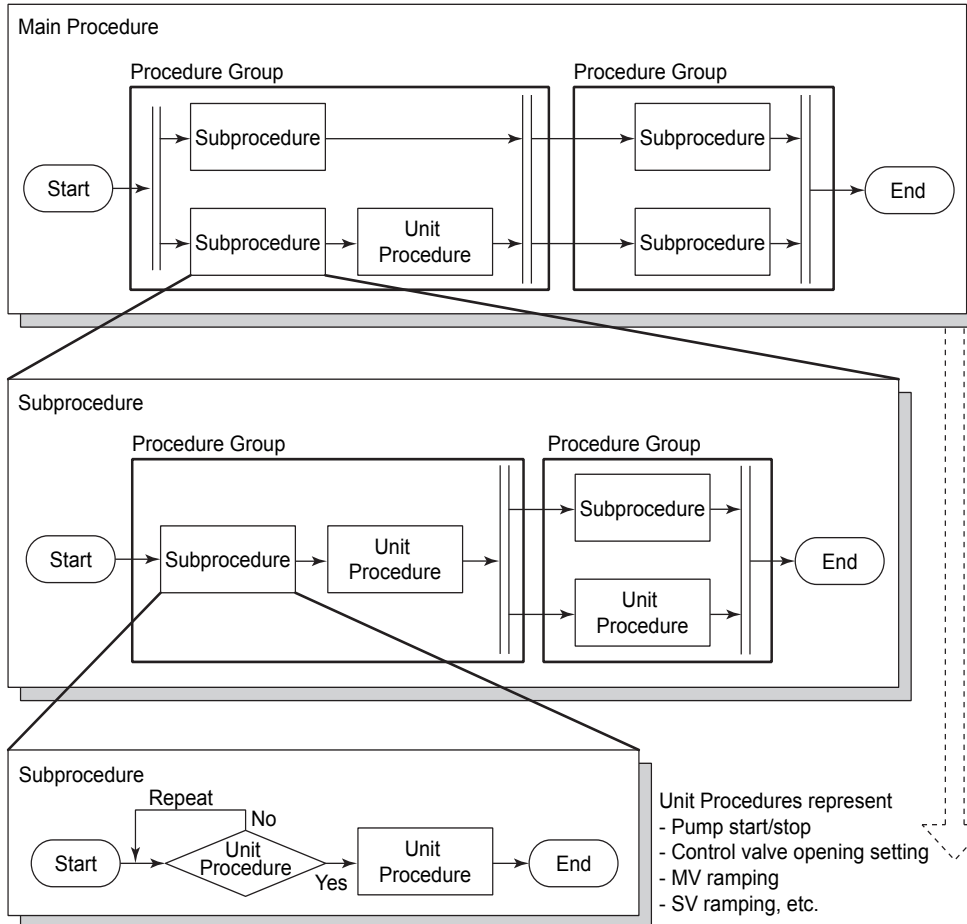 Main Procedure
Procedure Group
Procedure Group
Subprocedure
Subprocedure
Start
End
Subprocedure
Unit
Procedure
Subprocedure
Subprocedure
Procedure Group
Procedure Group
Subprocedure
Start
Subprocedure
Unit
Procedure
End
Unit
Procedure
Subprocedure
Repeat
No
Start
Unit
Procedure
Yes
Unit
Procedure
End
Unit Procedures represent
- Pump start/stop
- Control valve opening setting
- MV ramping
- SV ramping, etc.